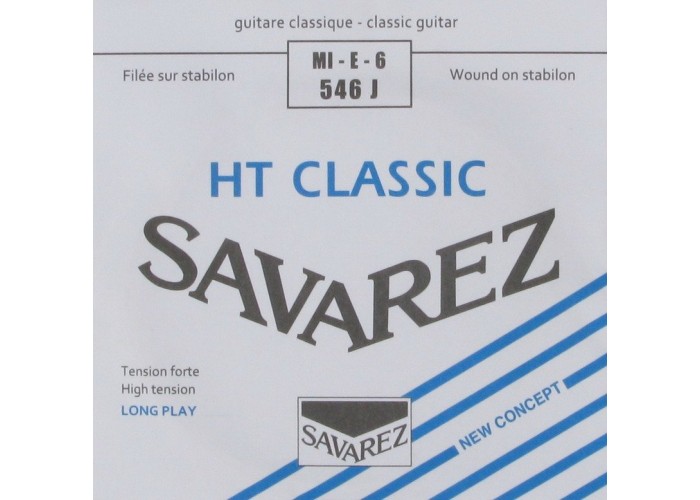 guitare classique - classic guitar
MI - E - 6
Filée sur stabilon
546 J
Wound on stabilon
HT CLASSIC
SAVAREZ
Tension forte
High tension
LONG PLAY
NEW CONCEPT
SAVAREZ